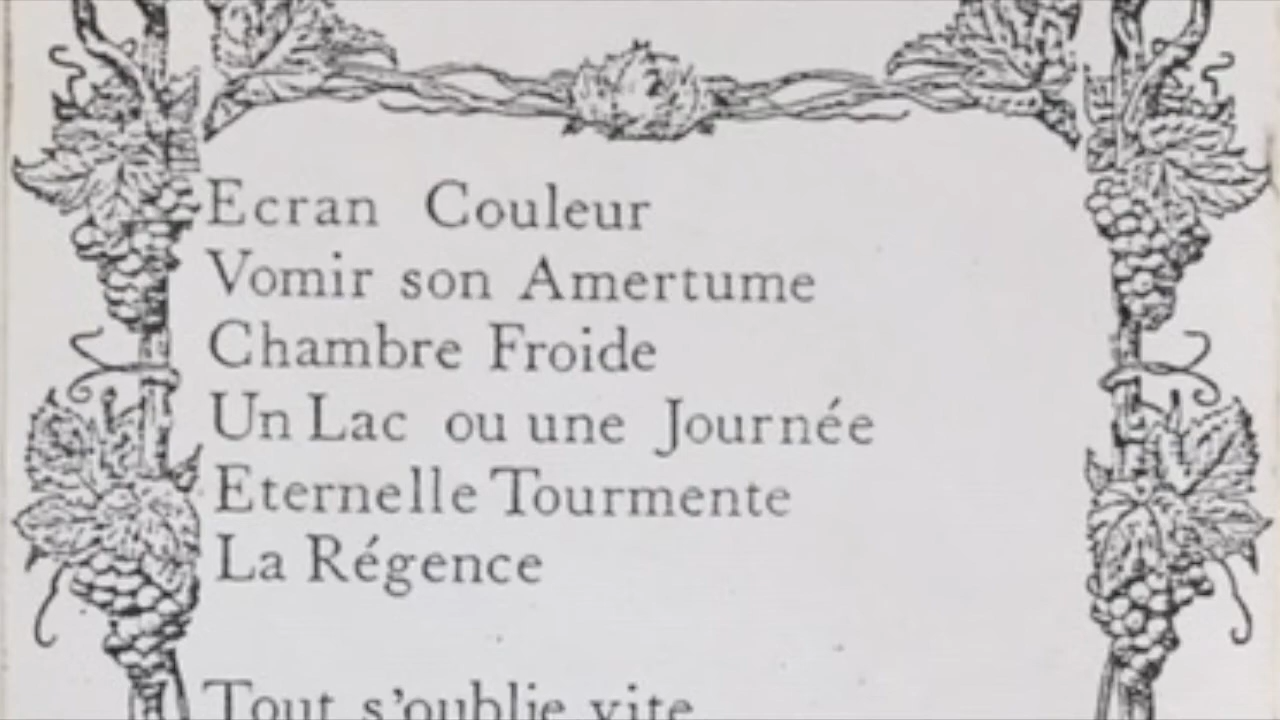 Ecran Couleur
Vomir son Amertume
Chambre Froide
Un Lac ou une Journée
Eternelle Tourmente
La Régence
Tout s'oublie vite